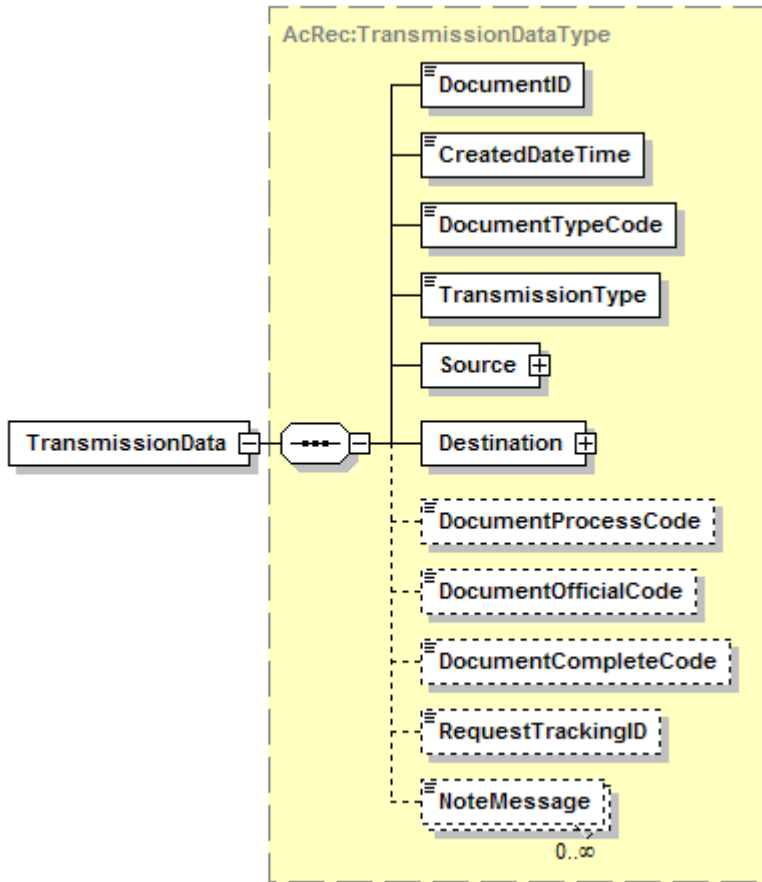 AcRec:TransmissionDataType
DocumentID
CreatedDateTime
DocumentTypeCode
TransmissionType
Source
TransmissionData
Destination
DocumentProcessCode
DocumentOfficialCode
DocumentCompleteCode
RequestTrackingID
NoteMessage
0..∞